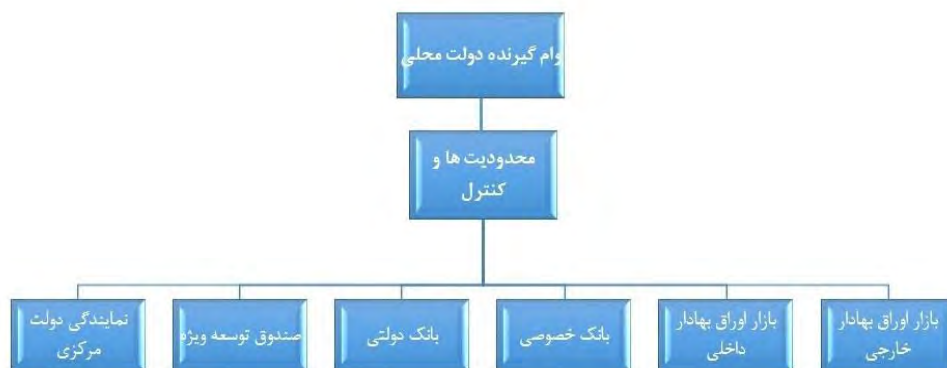 وام گیرنده دولت محلی
محدودیت ها و
کنترل
بازار اوراق بهادار
خارجی
بازار اوراق بهادار
داخلی
بانک خصوصی
بانک دولتی
صندوق توسعه ویژه
نمایندگی دولت
مرکزی